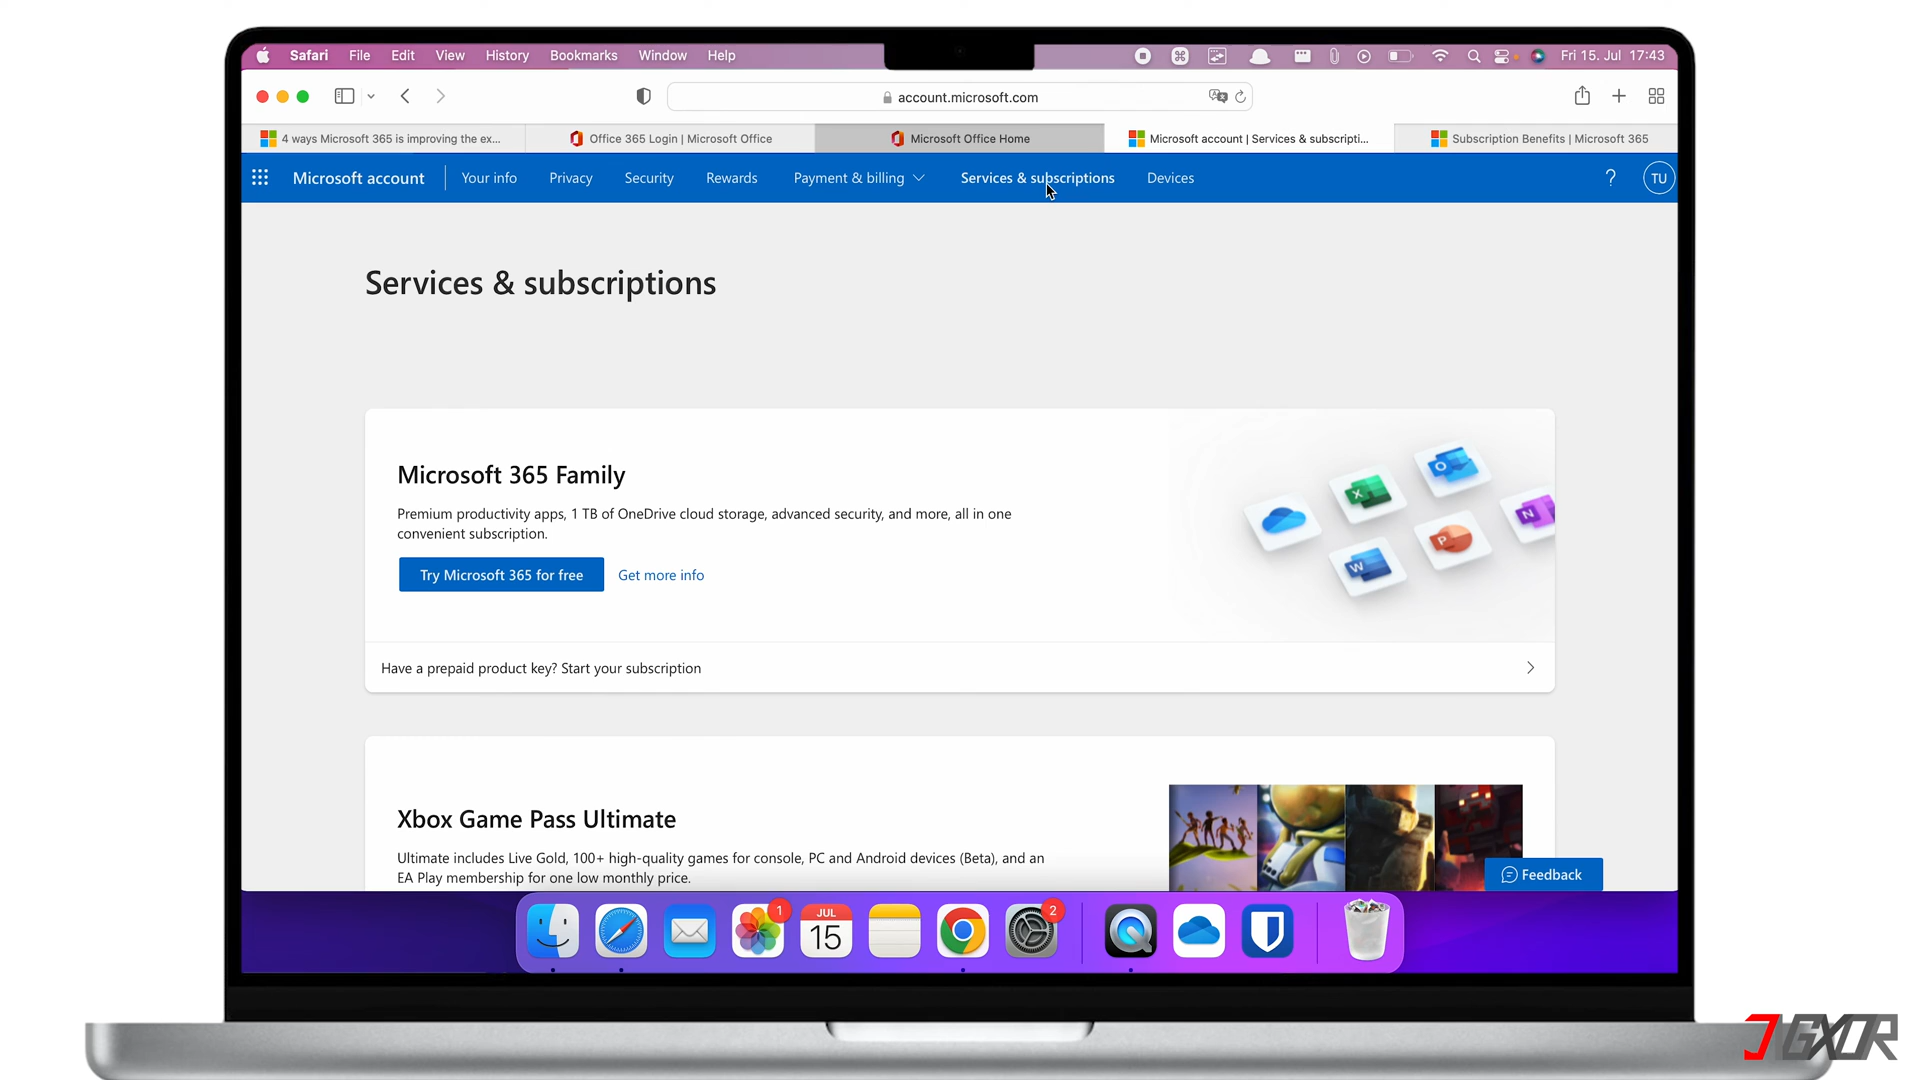 Safari File Edit View History Bookmarks Window Help Fri 15. Jul 17:43
account.microsoft.com
4 ways Microsoft 365 is improving the ex... Office 365 Login | Microsoft Office Microsoft Office Home Microsoft account | Services & subscripti... Subscription Benefits | Microsoft 365
Microsoft account Your info Privacy Security Rewards Payment & billing Services & subscriptions Devices ? TU
Services & subscriptions
Microsoft 365 Family
Premium productivity apps, 1 TB of OneDrive cloud storage, advanced security, and more, all in one
convenient subscription.
Try Microsoft 365 for free Get more info
Have a prepaid product key? Start your subscription
Xbox Game Pass Ultimate
Ultimate includes Live Gold, 100+ high-quality games for console, PC and Android devices (Beta), and an
EA Play membership for one low monthly price.
Feedback
1 JUL 15 2
JGXOR